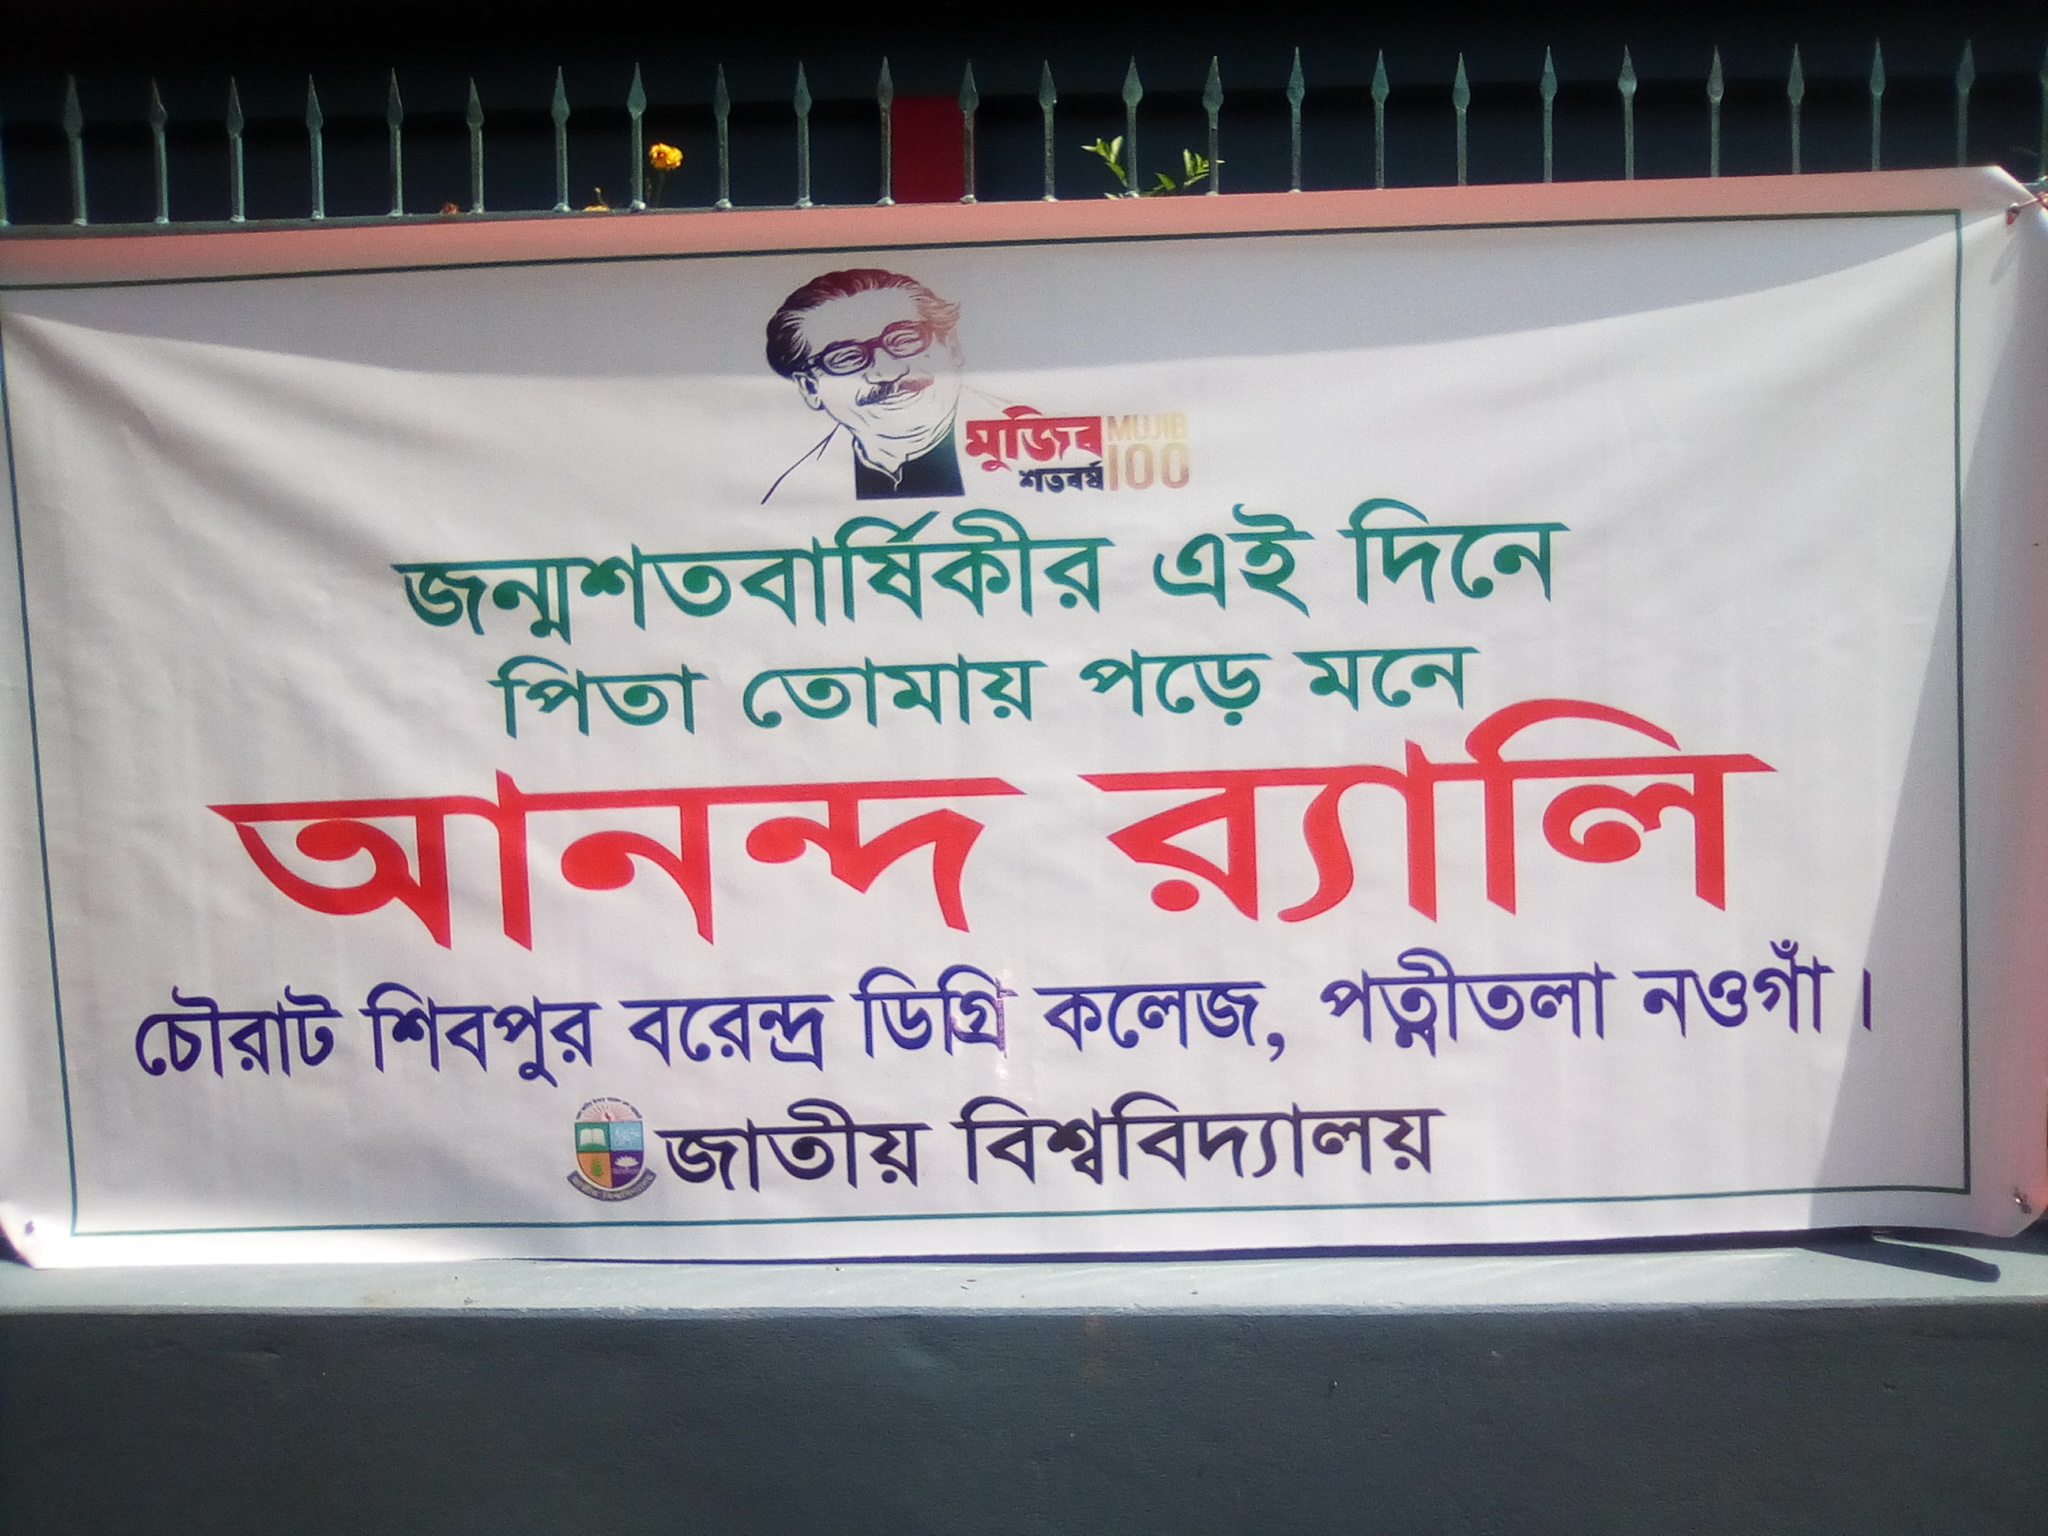 মুজিব MUJIB
শতবর্ষ 100
জন্মশতবার্ষিকীর এই দিনে
পিতা তোমায় পড়ে মনে
আনন্দ র‍্যালি
চৌরাট শিবপুর বরেন্দ্র ডিগ্রি কলেজ, পত্নীতলা নওগাঁ।
জাতীয় বিশ্ববিদ্যালয়